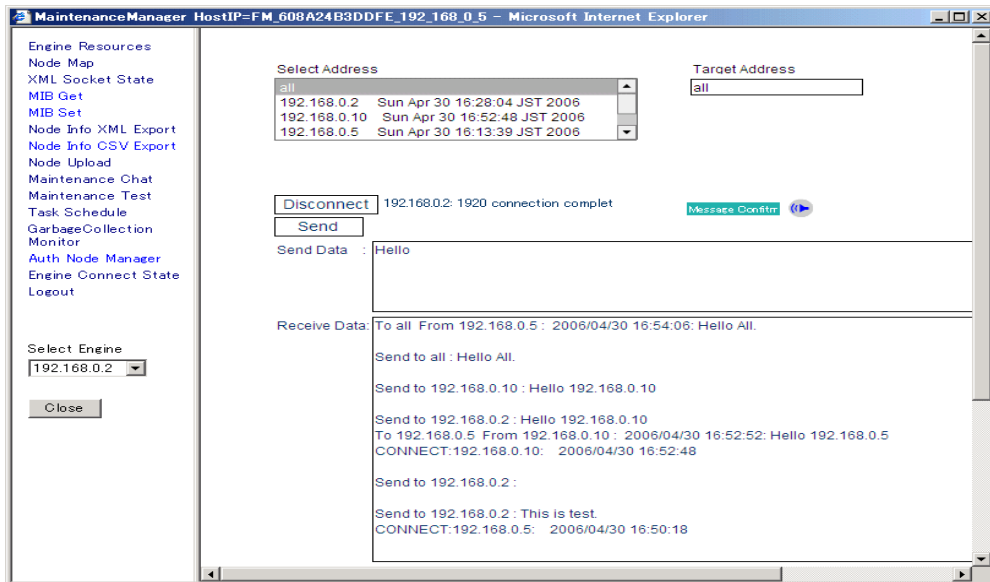 MaintenanceManager HostIP=FM_608A24B3DDFE_192_168_0_5 - Microsoft Internet Explorer
Engine Resources
Node Map
XML Socket State
MIB Get
MIB Set
Node Info XML Export
Node Info CSV Export
Node Upload
Maintenance Chat
Maintenance Test
Task Schedule
GarbageCollection
Monitor
Auth Node Manager
Engine Connect State
Logout
Select Engine
192.168.0.2
Close
Select Address
all
192.168.0.2 Sun Apr 30 16:28:04 JST 2006
192.168.0.10 Sun Apr 30 16:52:48 JST 2006
192.168.0.5 Sun Apr 30 16:13:39 JST 2006
Target Address
all
Disconnect 192.168.0.2: 1920 connection complet
Message Confitm
Send
Send Data : Hello
Receive Data: To all From 192.168.0.5 : 2006/04/30 16:54:06: Hello All.
Send to all : Hello All.
Send to 192.168.0.10 : Hello 192.168.0.10
Send to 192.168.0.2 : Hello 192.168.0.10
To 192.168.0.5 From 192.168.0.10 : 2006/04/30 16:52:52: Hello 192.168.0.5
CONNECT:192.168.0.10: 2006/04/30 16:52:48
Send to 192.168.0.2 :
Send to 192.168.0.2 : This is test.
CONNECT:192.168.0.5: 2006/04/30 16:50:18